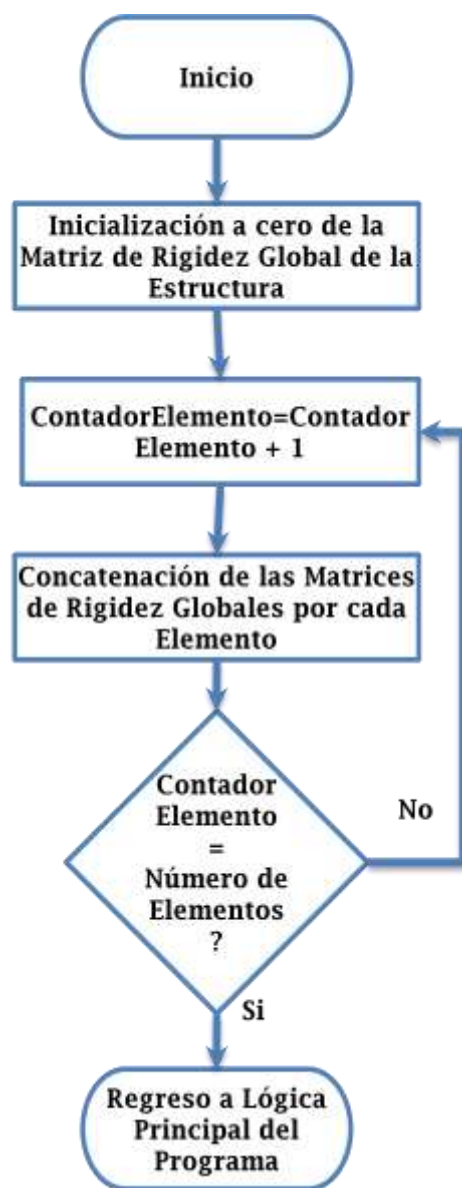 Inicio
Inicialización a cero de la
Matriz de Rigidez Global de la
Estructura
ContadorElemento=Contador
Elemento + 1
Concatenación de las Matrices
de Rigidez Globales por cada
Elemento
Contador
Elemento
=
Número de
Elementos
?
No
Si
Regreso a Lógica
Principal del
Programa